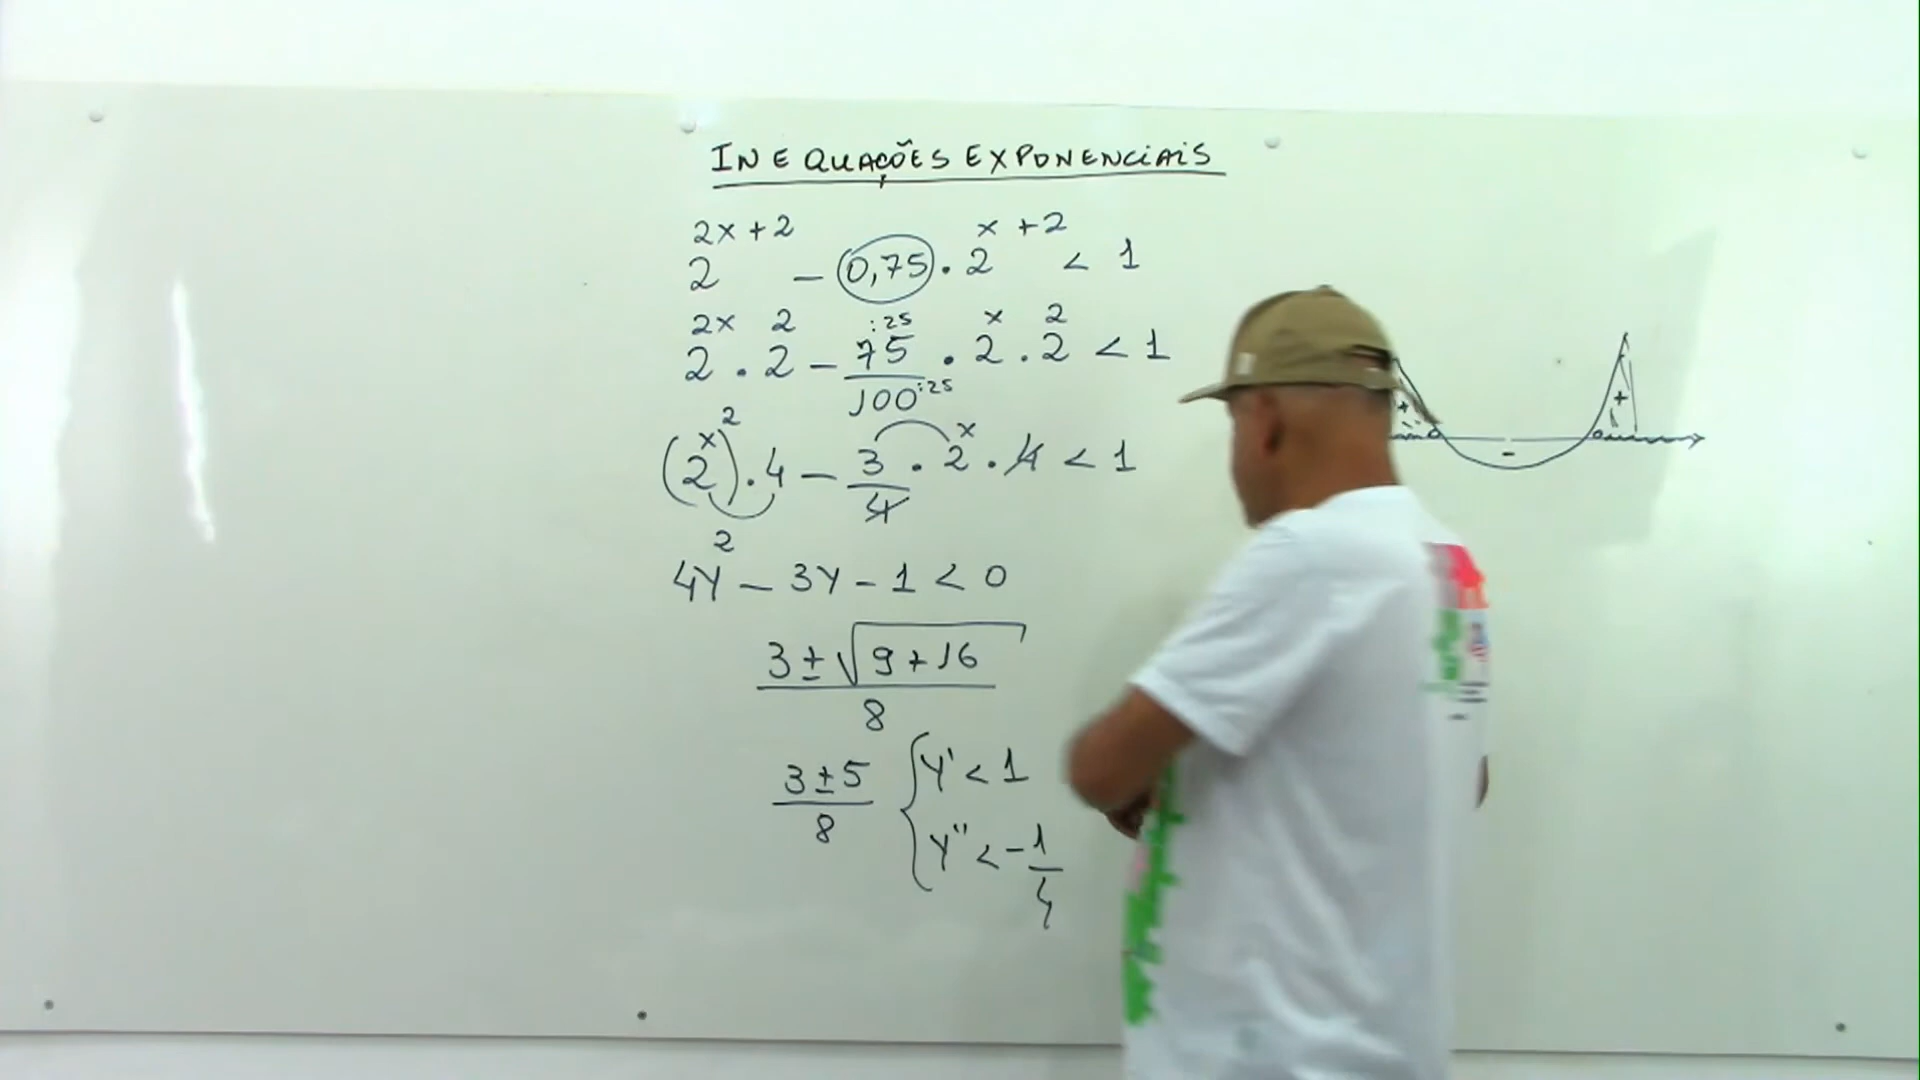 INEQUAÇÕES EXPONENCIAIS
2^(2x+2) - 0,75 . 2^(x+2) < 1
2^(2x) . 2^2 - 75:25/100:25 . 2^x . 2^2 < 1
(2^x)^2 . 4 - 3/4 . 2^x . 4 < 1
4Y^2 - 3Y - 1 < 0
3 ± √(9 + 16) / 8
3 ± 5 / 8 { Y' < 1
Y'' < - 1/4
+ - +